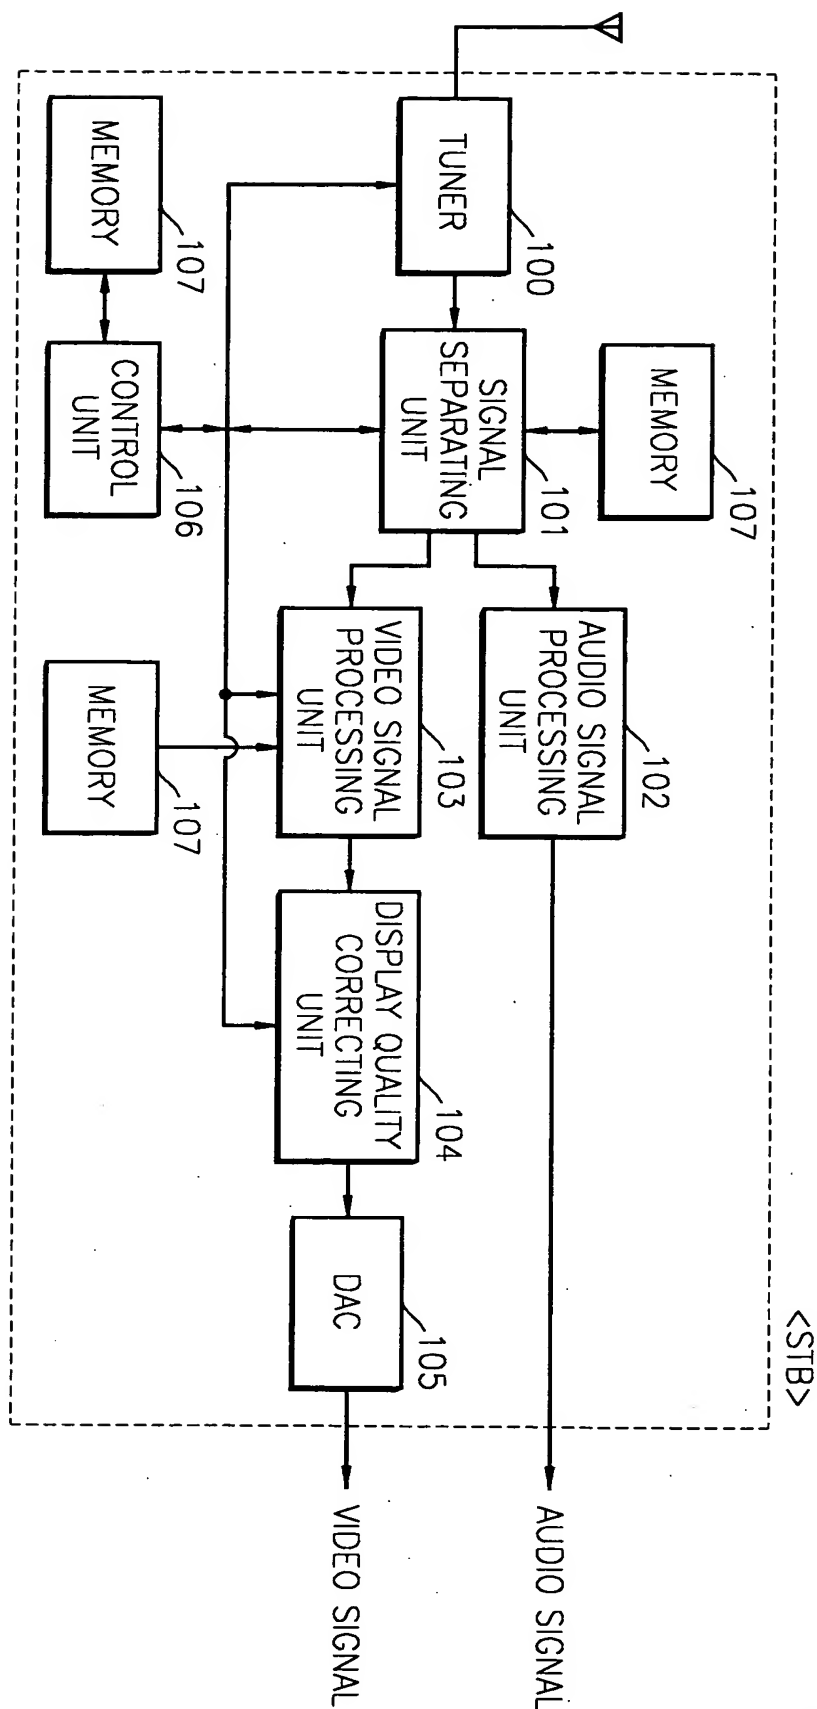 <STB>
TUNER
100
MEMORY
107
SIGNAL
SEPARATING
UNIT
101
AUDIO SIGNAL
PROCESSING
UNIT
102
AUDIO SIGNAL
VIDEO SIGNAL
PROCESSING
UNIT
103
DISPLAY QUALITY
CORRECTING
UNIT
104
DAC
105
VIDEO SIGNAL
MEMORY
107
CONTROL
UNIT
106
MEMORY
107